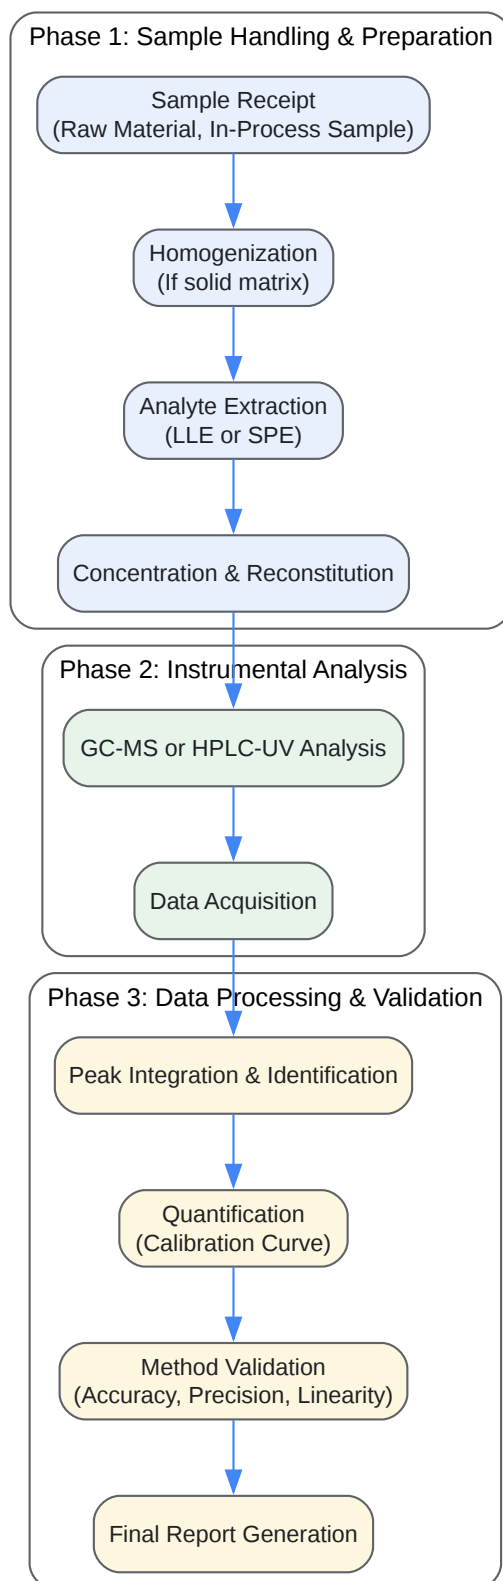 Phase 1: Sample Handling & Preparation
Sample Receipt
(Raw Material, In-Process Sample)
Homogenization
(If solid matrix)
Analyte Extraction
(LLE or SPE)
Concentration & Reconstitution
Phase 2: Instrumental Analysis
GC-MS or HPLC-UV Analysis
Data Acquisition
Phase 3: Data Processing & Validation
Peak Integration & Identification
Quantification
(Calibration Curve)
Method Validation
(Accuracy, Precision, Linearity)
Final Report Generation